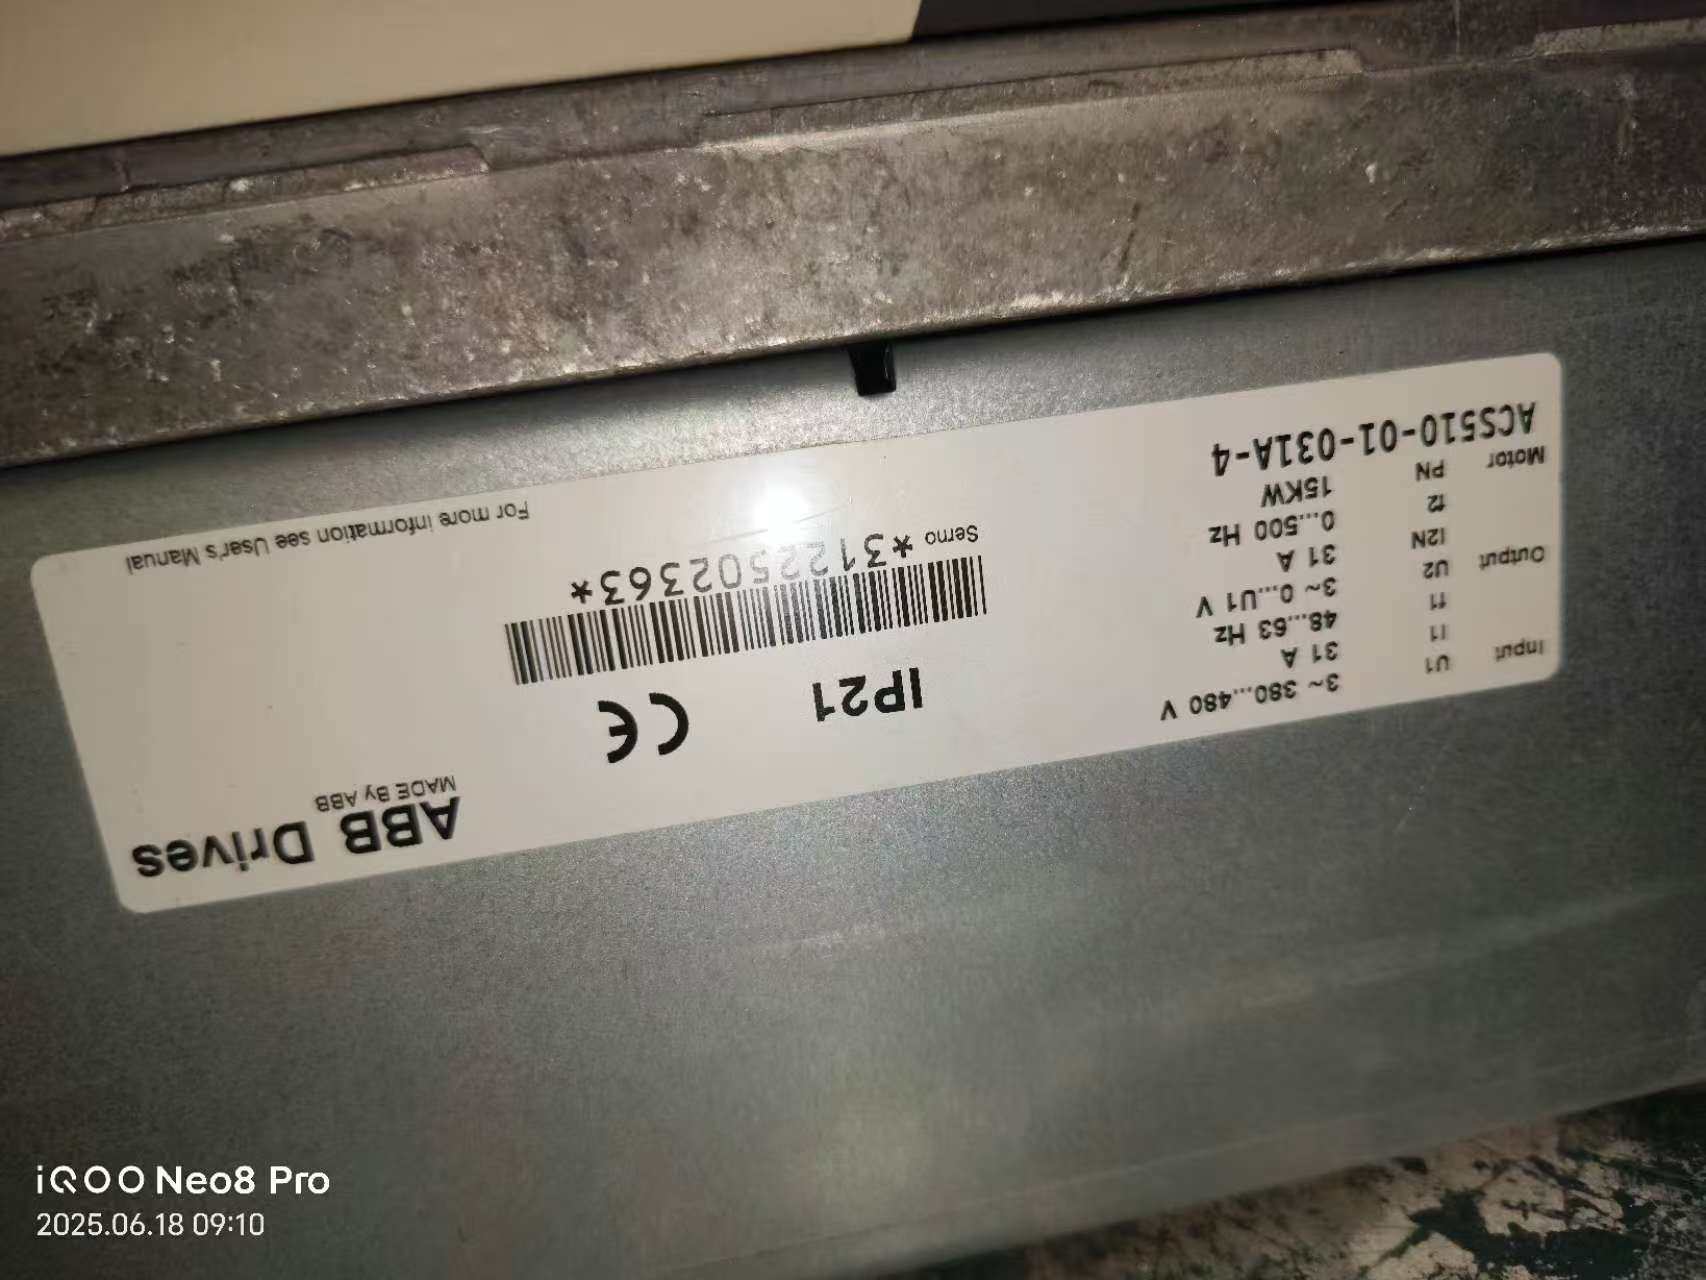 Input U1 3~ 380...480 V
I1 31 A
f1 48...63 Hz
Output U2 3~ 0...U1 V
I2N 31 A
f2 0...500 Hz
Motor PN 15KW
ACS510-01-031A-4
IP21 CE
Serno *3122502363*
ABB Drives
MADE By ABB
For more information see User's Manual
iQOO Neo8 Pro
2025.06.18 09:10